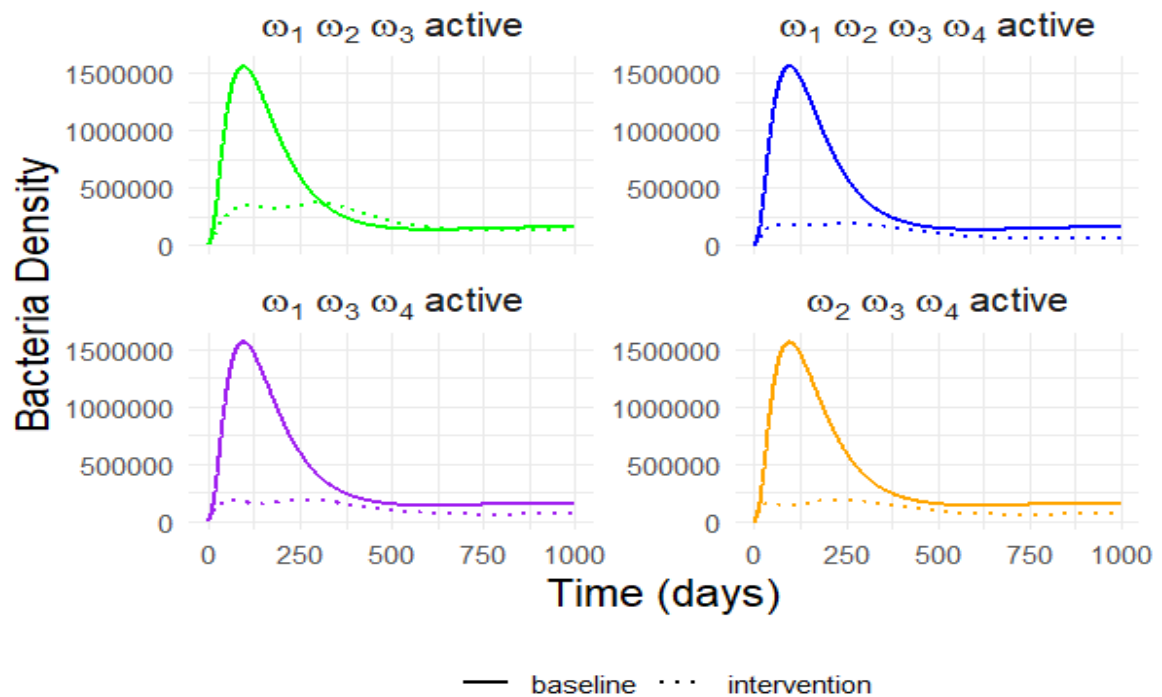 ω₁ ω₂ ω₃ active
ω₁ ω₂ ω₃ ω₄ active
1500000
1000000
500000
0
1500000
1000000
500000
0
Bacteria Density
ω₁ ω₃ ω₄ active
ω₂ ω₃ ω₄ active
1500000
1000000
500000
0
1500000
1000000
500000
0
0 250 500 750 1000
0 250 500 750 1000
Time (days)
baseline intervention